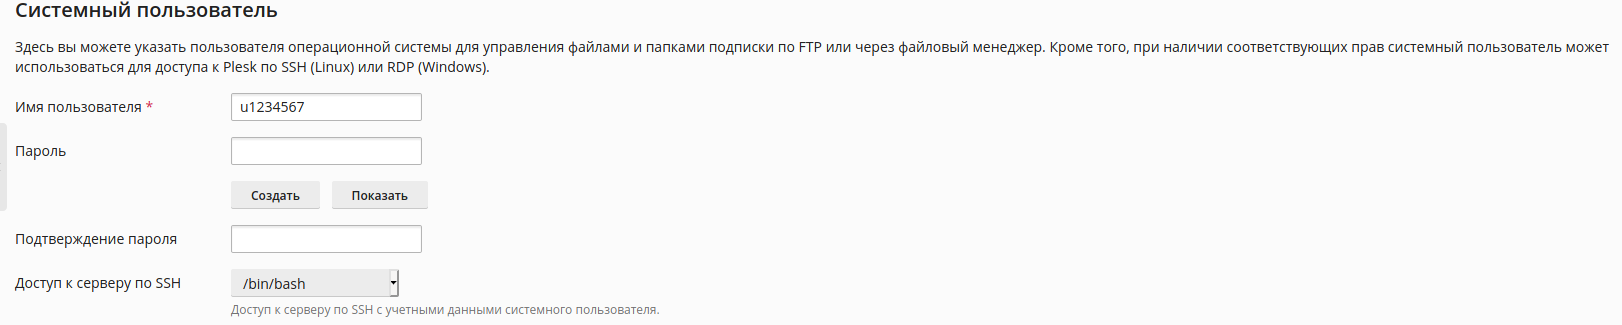 Системный пользователь
Здесь вы можете указать пользователя операционной системы для управления файлами и папками подписки по FTP или через файловый менеджер. Кроме того, при наличии соответствующих прав системный пользователь может
использоваться для доступа к Plesk по SSH (Linux) или RDP (Windows).
Имя пользователя * u1234567
Пароль
Создать Показать
Подтверждение пароля
Доступ к серверу по SSH /bin/bash
Доступ к серверу по SSH с учетными данными системного пользователя.